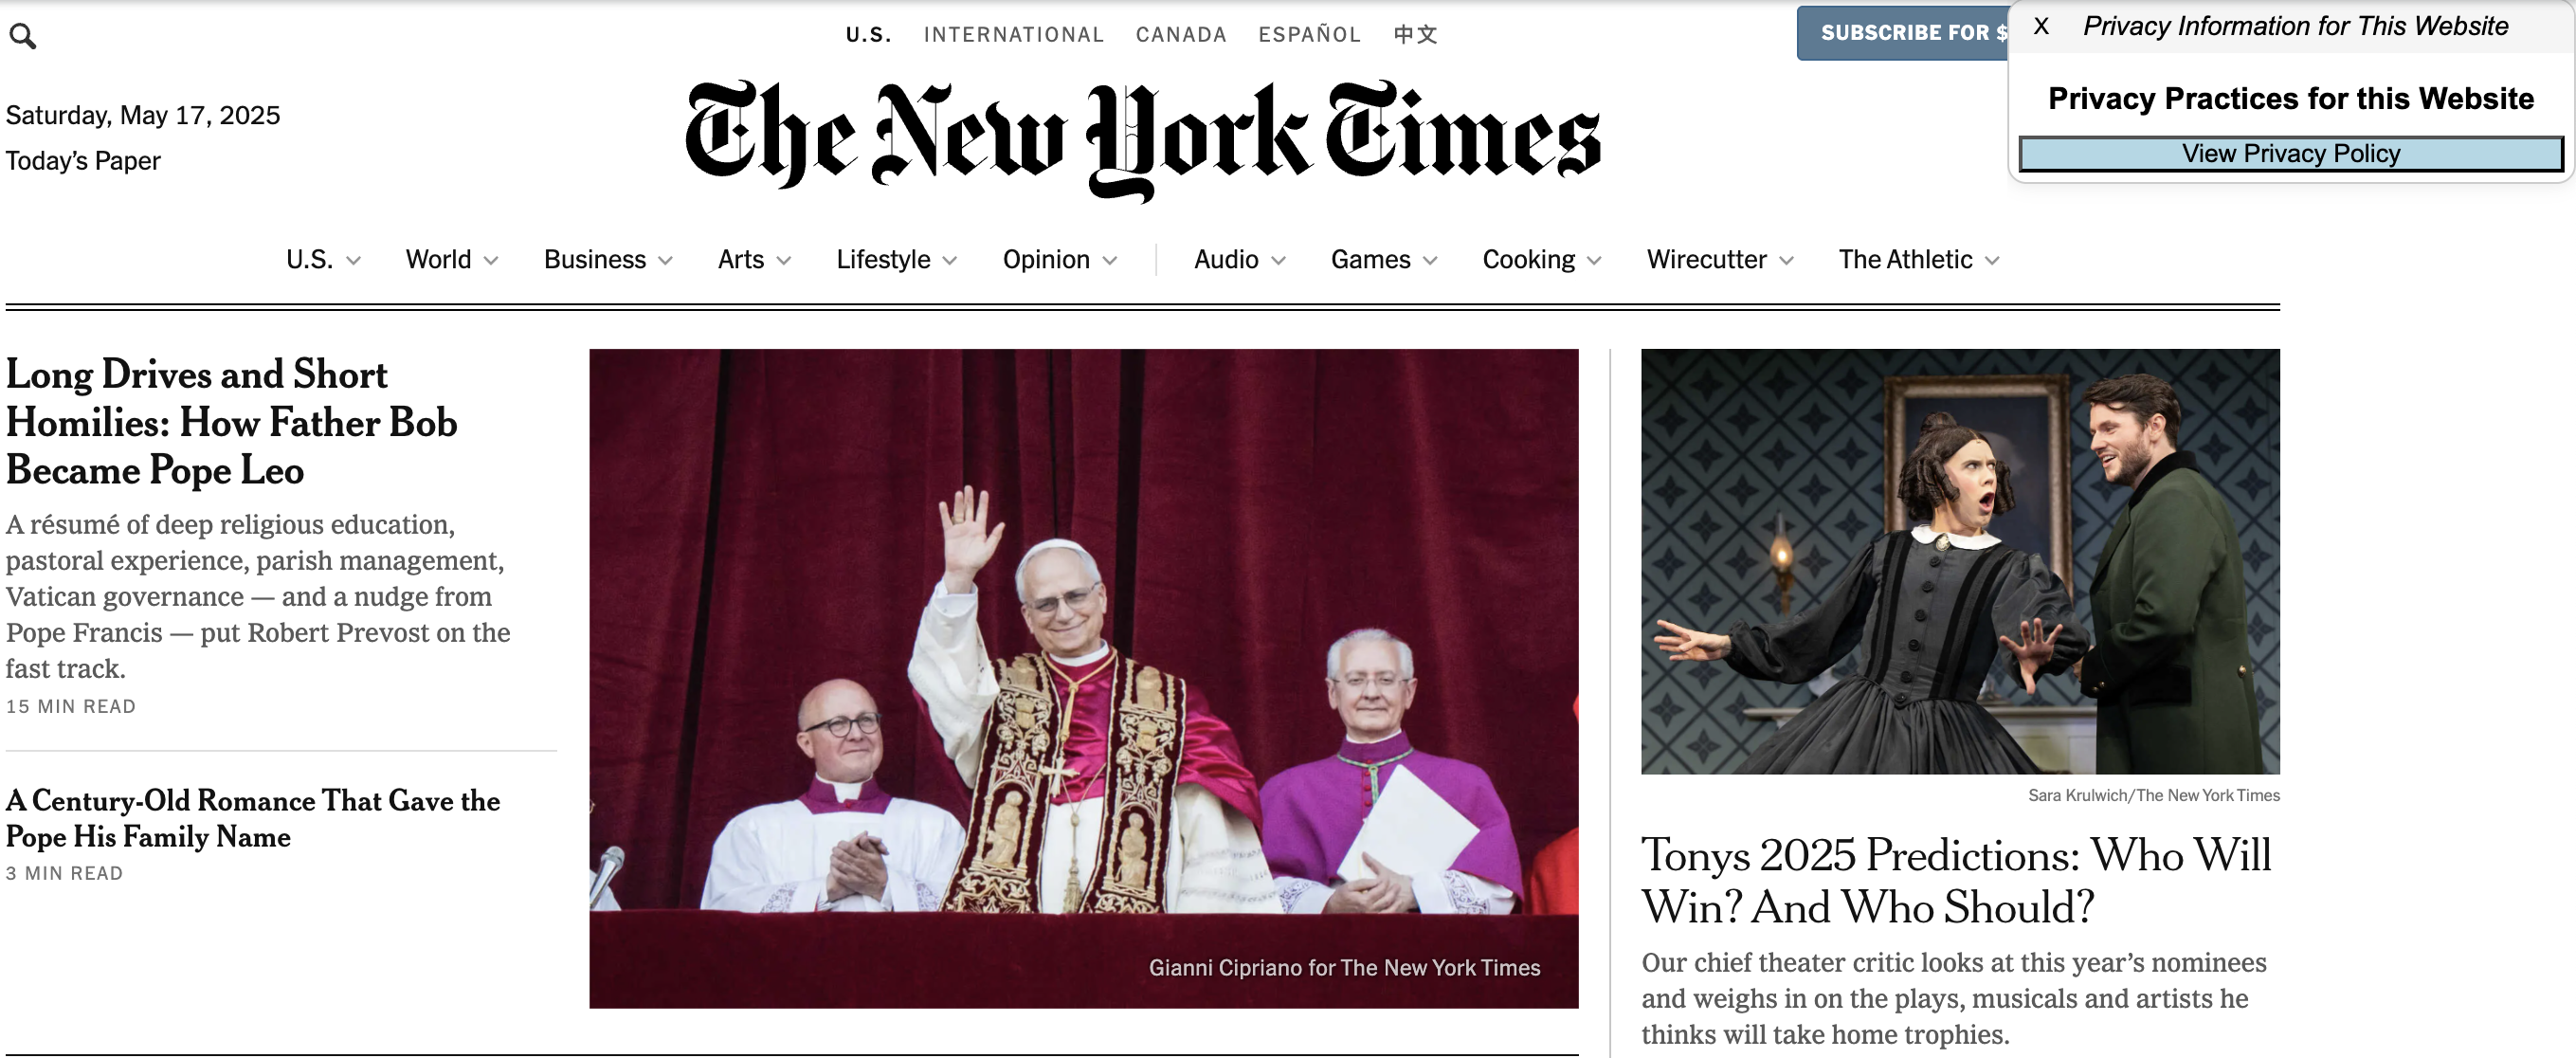 U.S. INTERNATIONAL CANADA ESPAÑOL 中文
SUBSCRIBE FOR $
X Privacy Information for This Website
Privacy Practices for this Website
View Privacy Policy
Saturday, May 17, 2025
Today’s Paper
The New York Times
U.S. World Business Arts Lifestyle Opinion Audio Games Cooking Wirecutter The Athletic
Long Drives and Short
Homilies: How Father Bob
Became Pope Leo
A résumé of deep religious education,
pastoral experience, parish management,
Vatican governance — and a nudge from
Pope Francis — put Robert Prevost on the
fast track.
15 MIN READ
A Century-Old Romance That Gave the
Pope His Family Name
3 MIN READ
Gianni Cipriano for The New York Times
Sara Krulwich/The New York Times
Tonys 2025 Predictions: Who Will
Win? And Who Should?
Our chief theater critic looks at this year’s nominees
and weighs in on the plays, musicals and artists he
thinks will take home trophies.